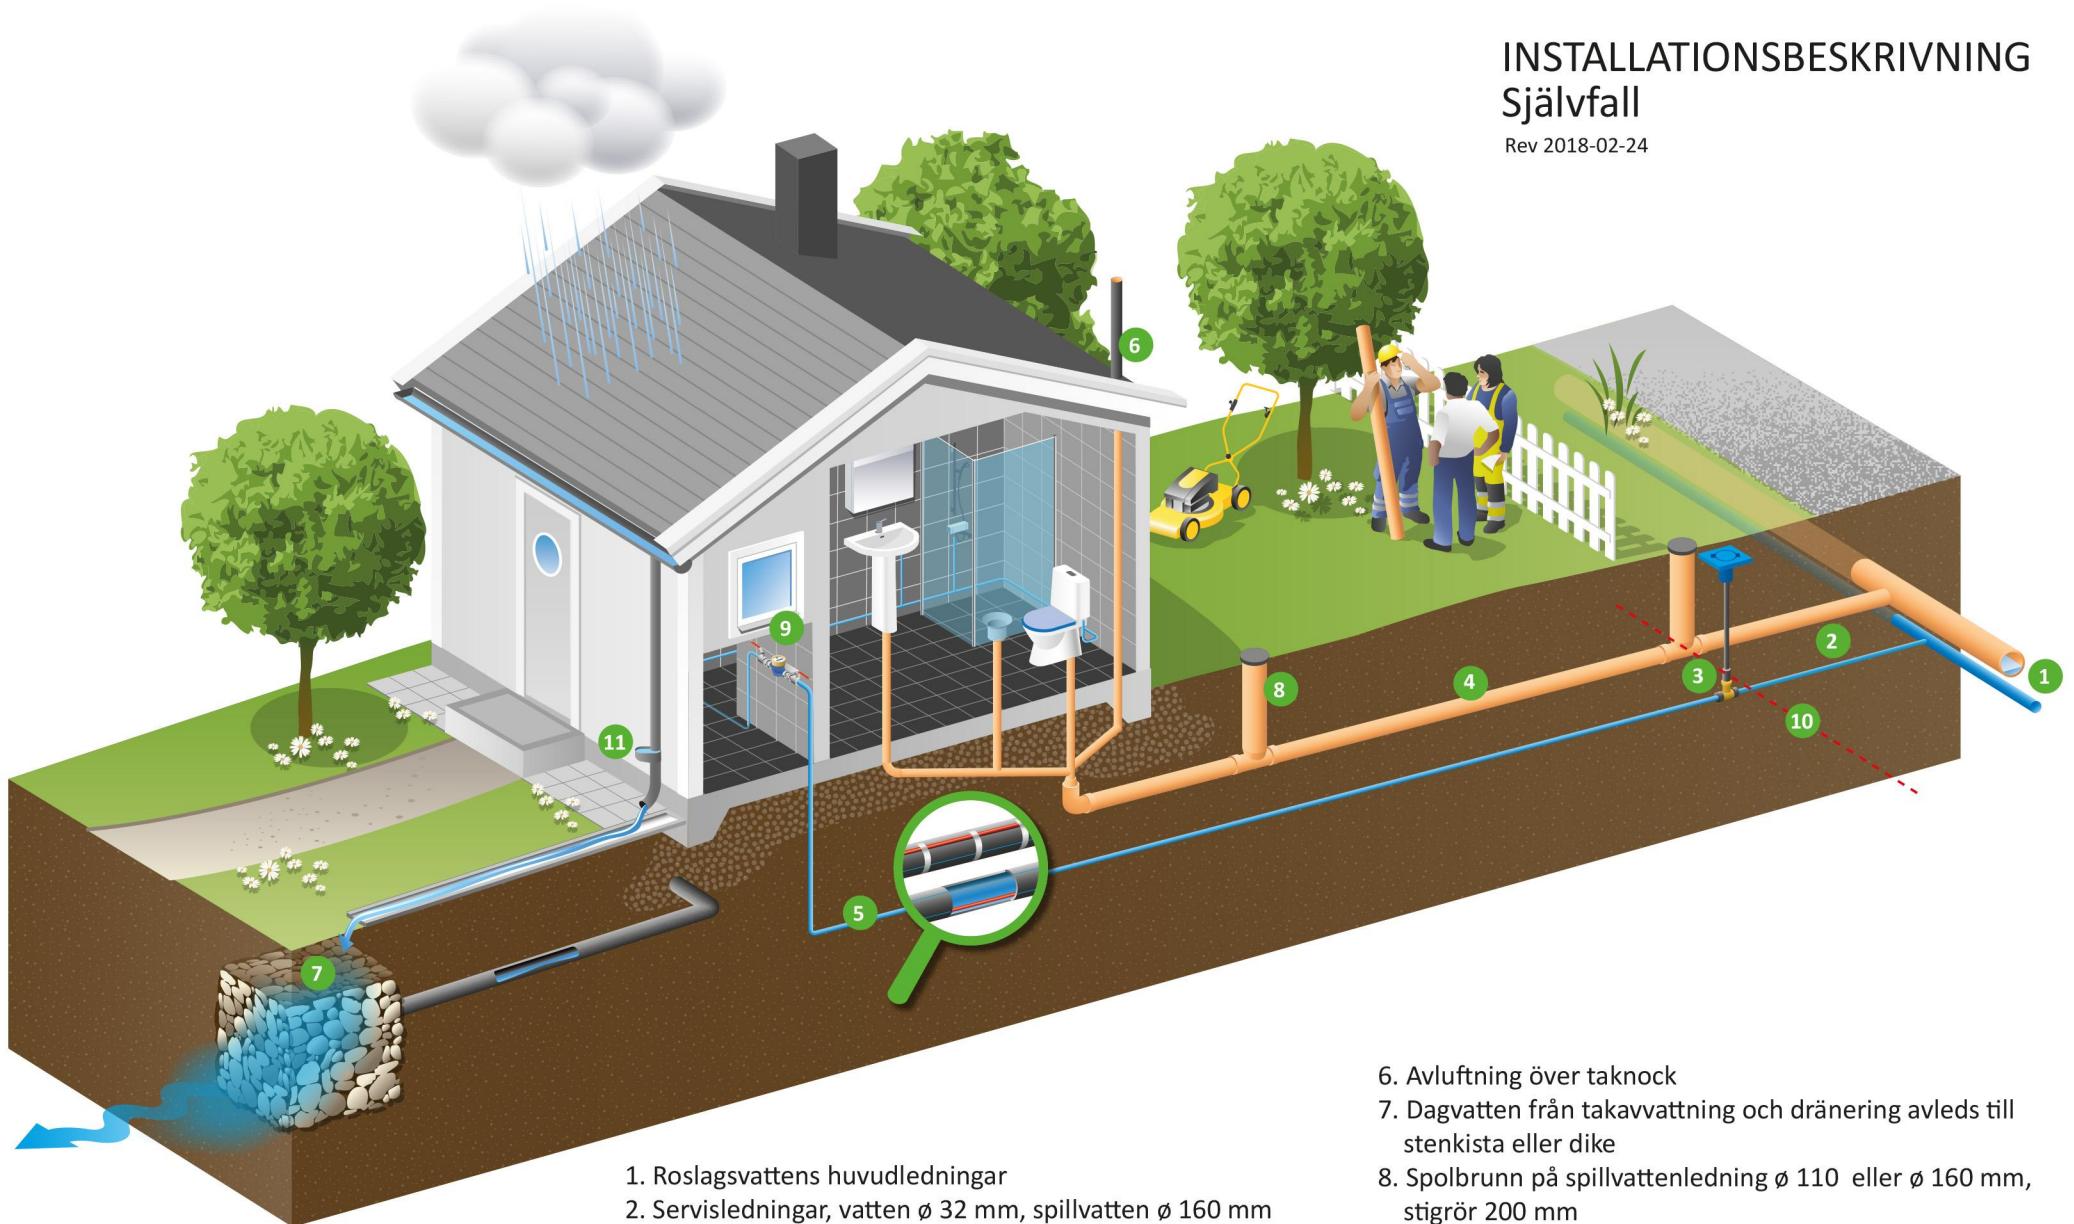 INSTALLATIONSBESKRIVNING
Självfall
Rev 2018-02-24
6
9
8
4
3
2
1
10
11
5
7
1. Roslagsvattens huvudledningar
2. Servisledningar, vatten ø 32 mm, spillvatten ø 160 mm
6. Avluftning över taknock
7. Dagvatten från takavvattning och dränering avleds till
stenkista eller dike
8. Spolbrunn på spillvattenledning ø 110 eller ø 160 mm,
stigrör 200 mm